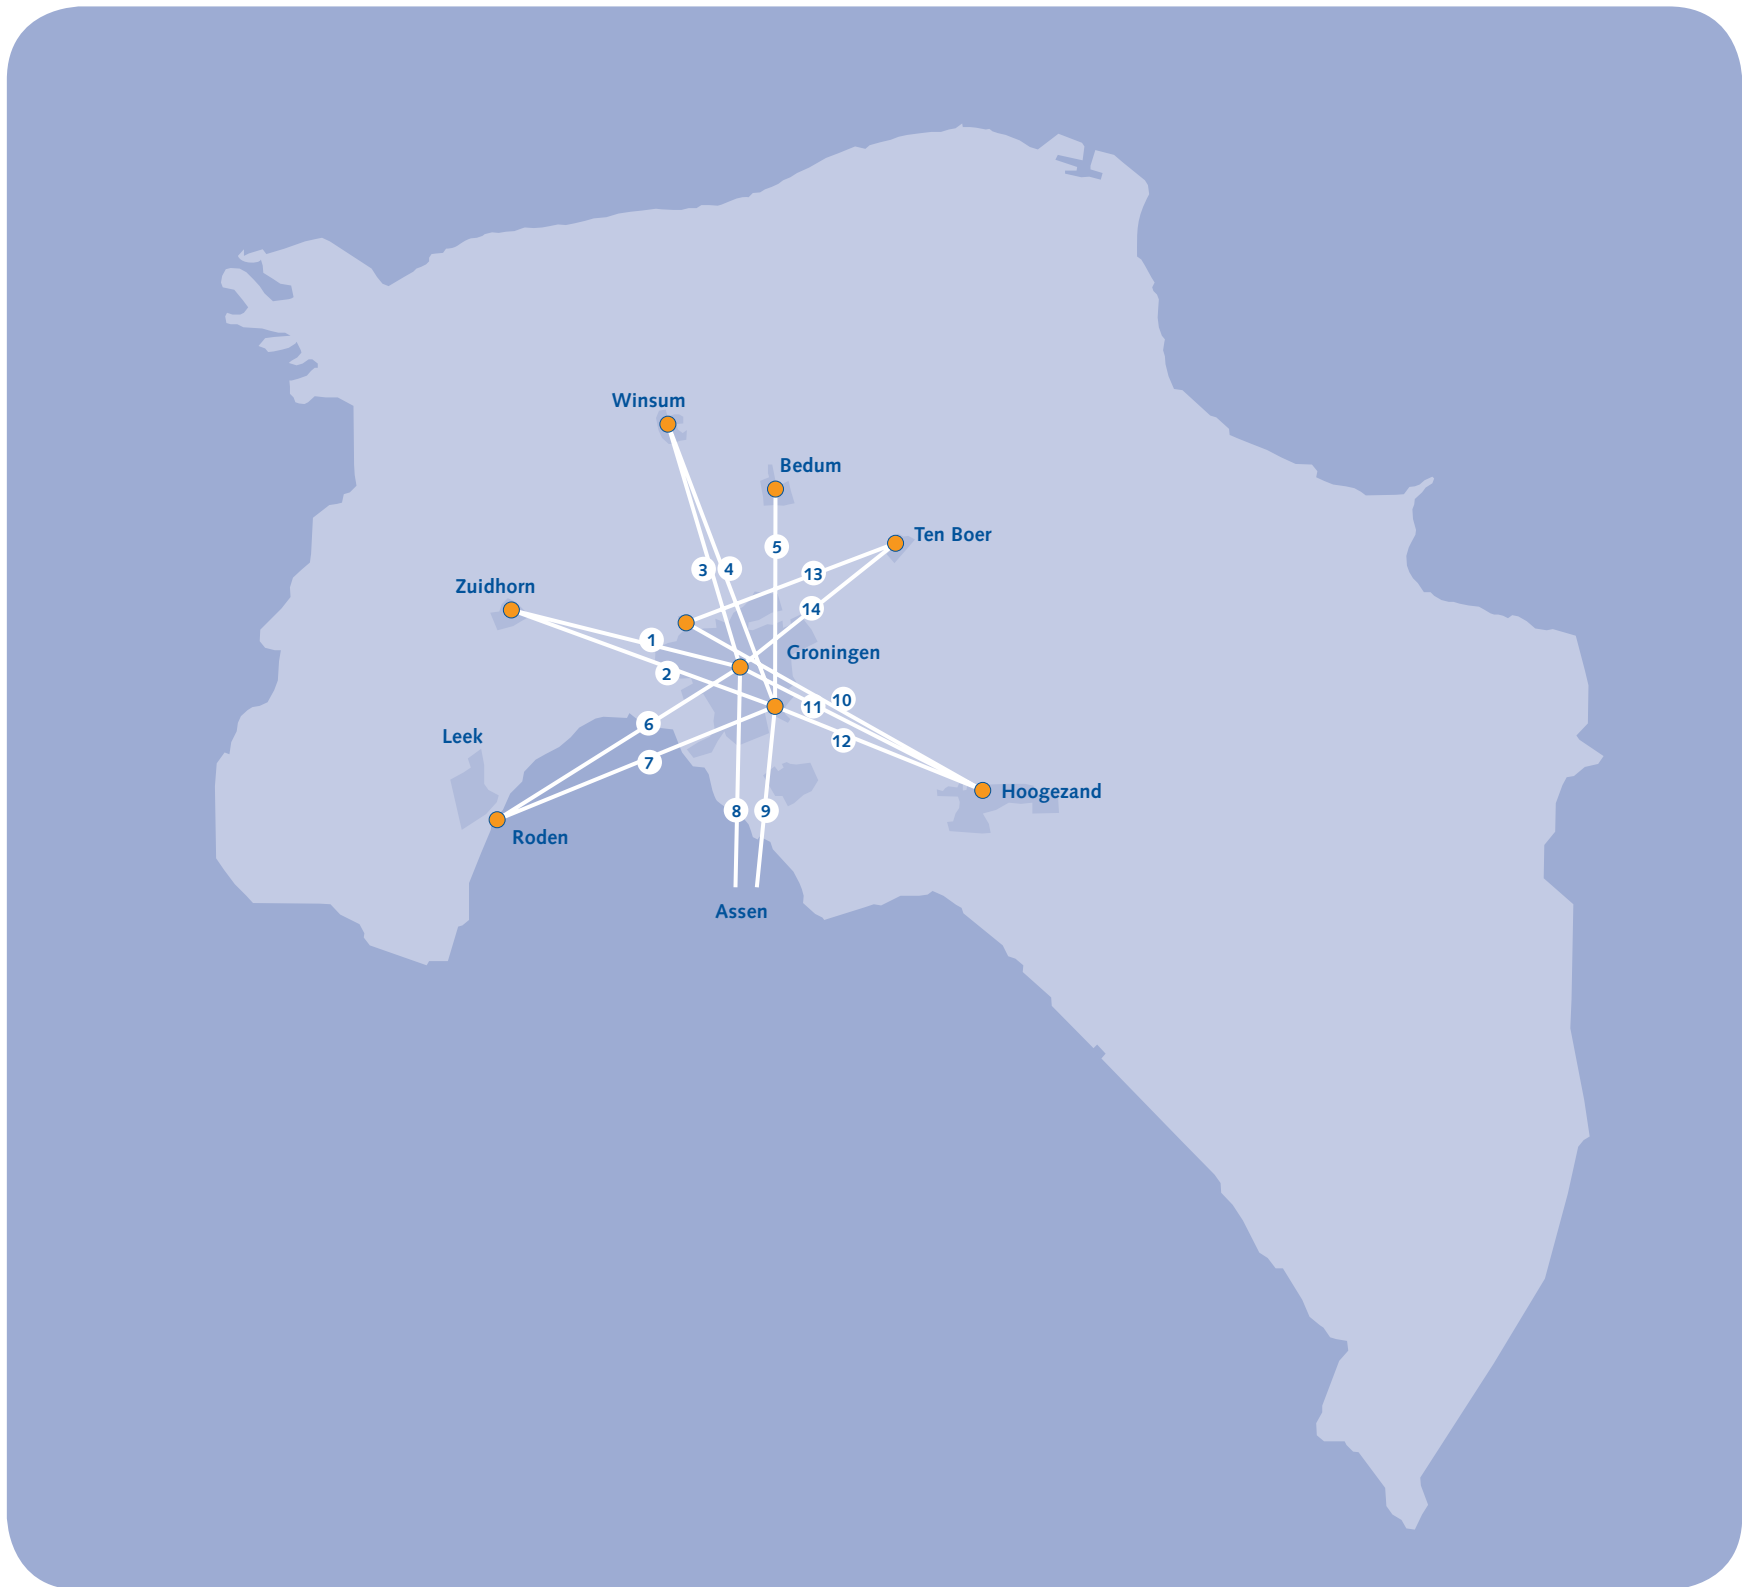 Winsum
Bedum
Ten Boer
5
3
4
13
Zuidhorn
14
1
Groningen
2
10
11
6
Leek
12
7
Hoogezand
8
9
Roden
Assen